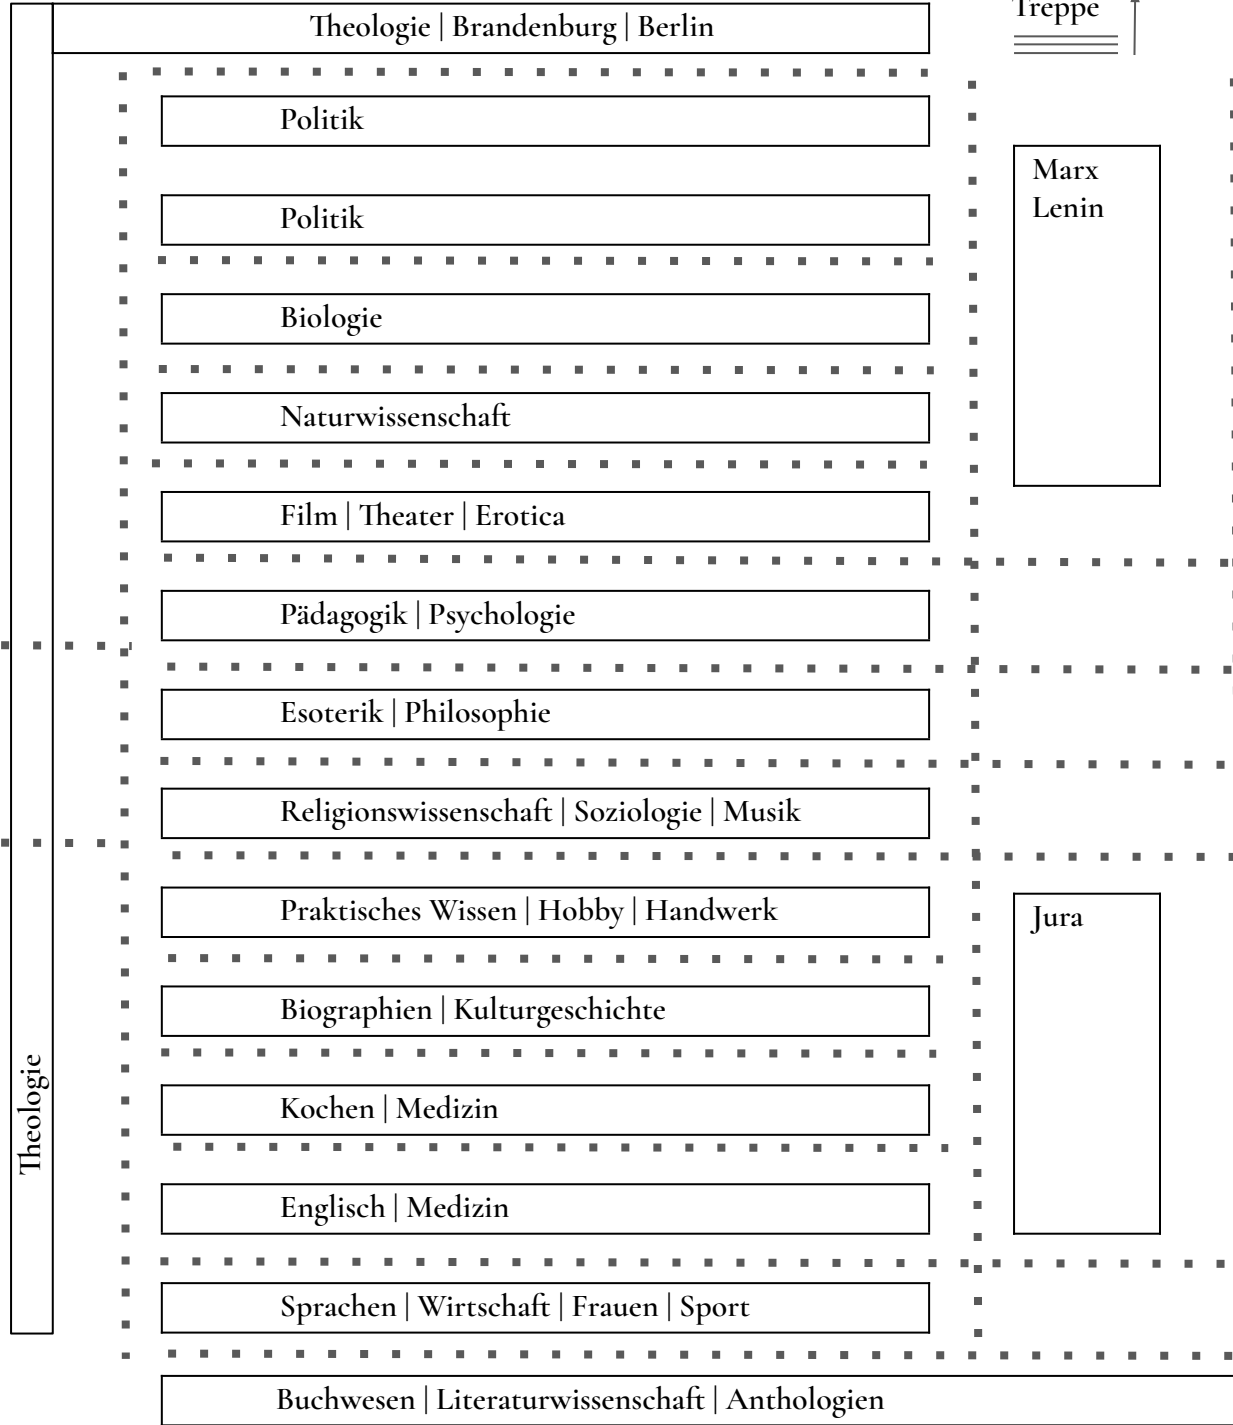 Treppe
Theologie | Brandenburg | Berlin
Politik
Marx
Lenin
Politik
Biologie
Naturwissenschaft
Film | Theater | Erotica
Pädagogik | Psychologie
Esoterik | Philosophie
Religionswissenschaft | Soziologie | Musik
Praktisches Wissen | Hobby | Handwerk
Jura
Biographien | Kulturgeschichte
Theologie
Kochen | Medizin
Englisch | Medizin
Sprachen | Wirtschaft | Frauen | Sport
Buchwesen | Literaturwissenschaft | Anthologien